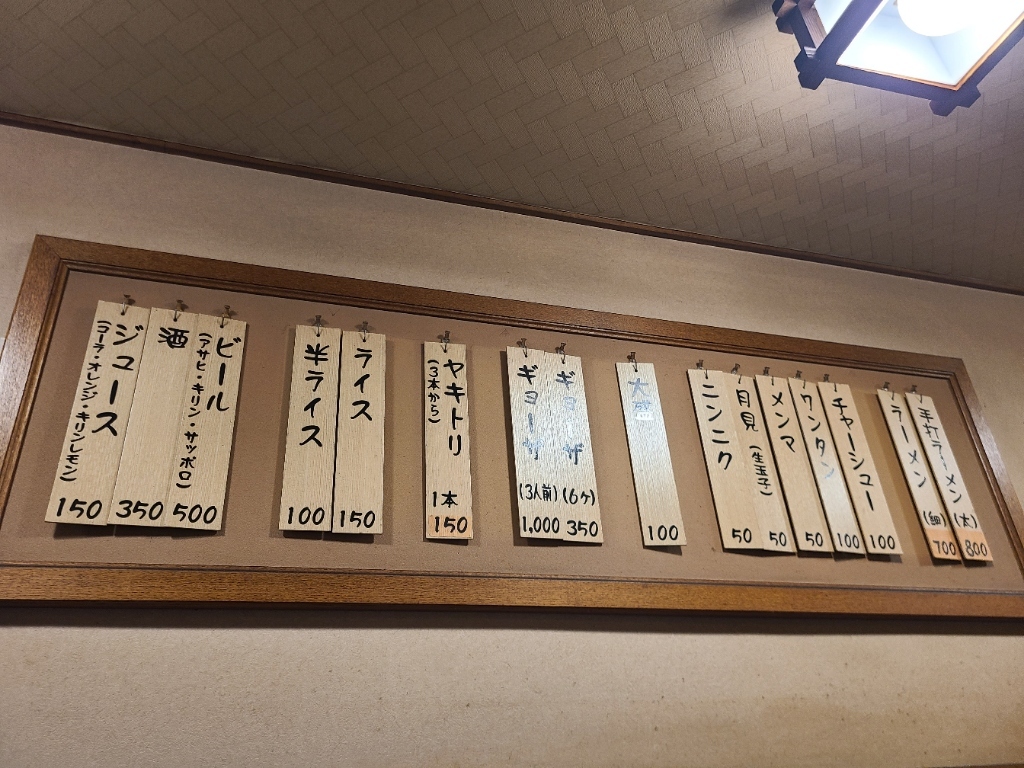 手打ラーメン(太)
800
ラーメン(細)
700
チャーシュー
100
ワンタン
100
メンマ
50
月見(生玉子)
50
ニンニク
50
大盛
100
ギョーザ
(6ケ)
350
ギョーザ
(3人前)
1,000
ヤキトリ
(3本から)
1本
150
ライス
150
半ライス
100
ビール
(アサヒ・キリン・サッポロ)
500
酒
350
ジュース
(コーラ・オレンジ・キリンレモン)
150